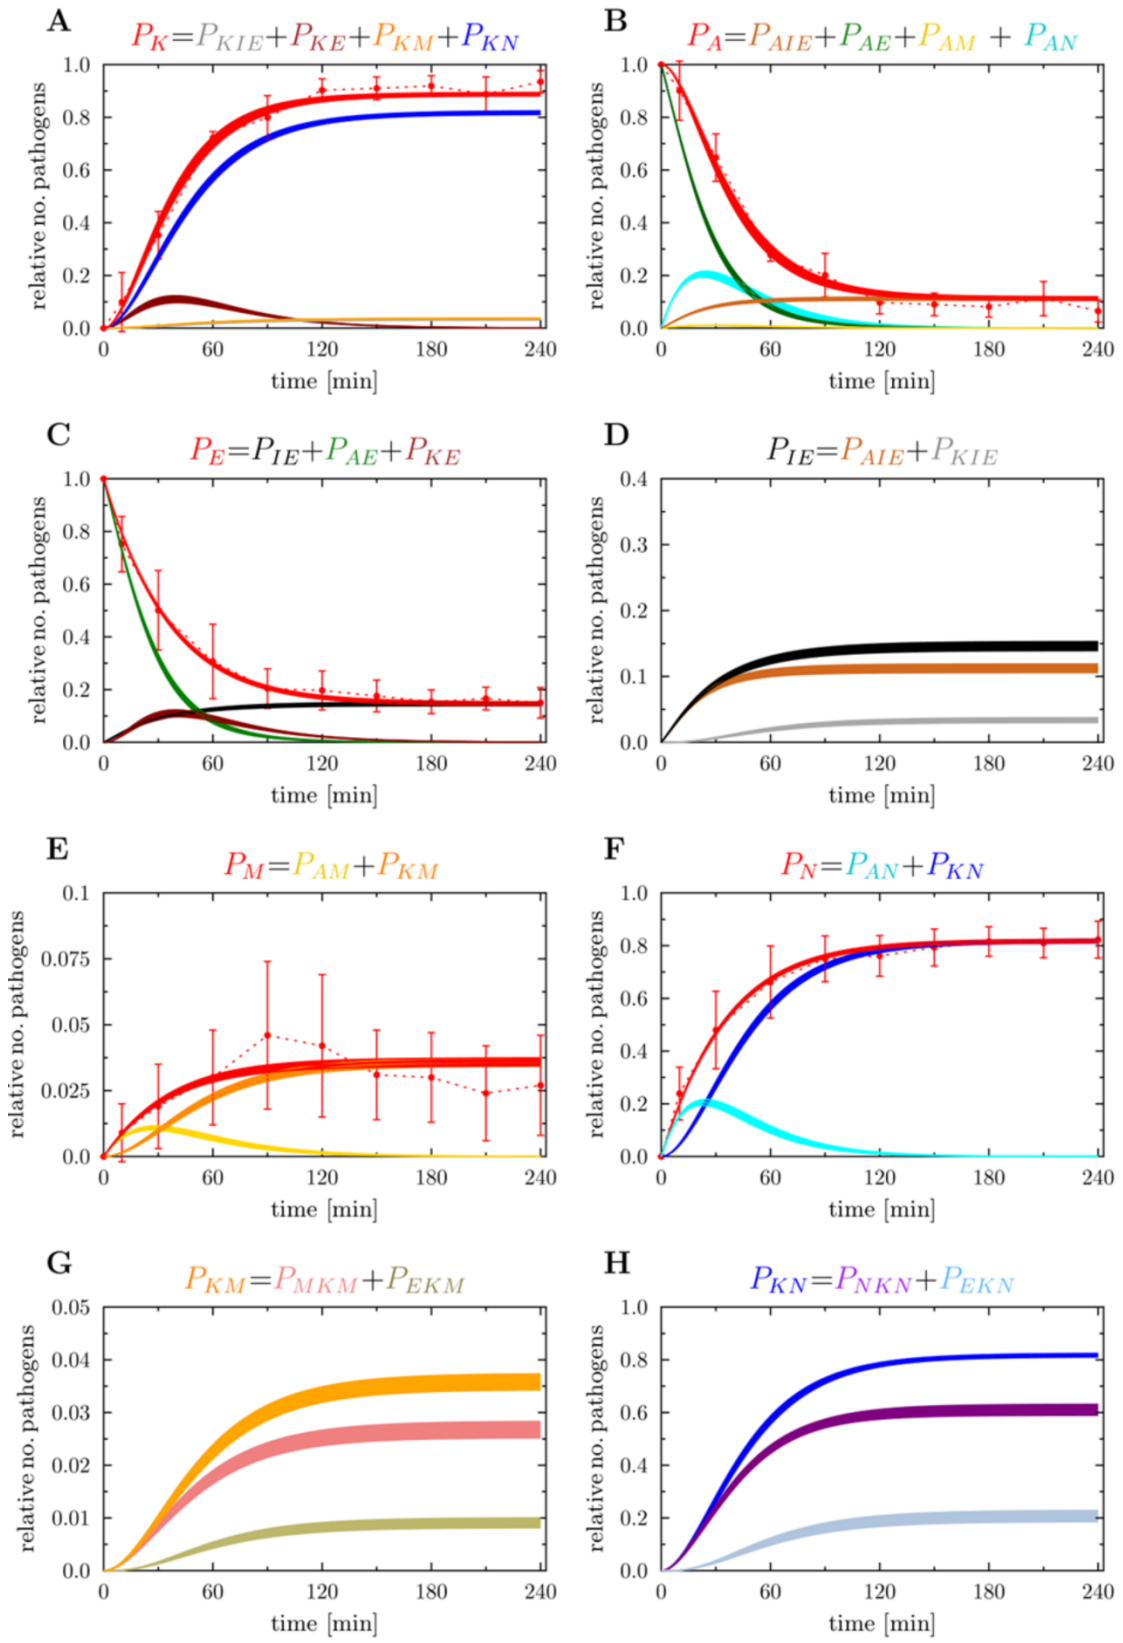 A
P_K=P_KIE+P_KE+P_KM+P_KN
relative no. pathogens
1.0
0.8
0.6
0.4
0.2
0.0
0 60 120 180 240
time [min]
B
P_A=P_AIE+P_AE+P_AM + P_AN
relative no. pathogens
1.0
0.8
0.6
0.4
0.2
0.0
0 60 120 180 240
time [min]
C
P_E=P_IE+P_AE+P_KE
relative no. pathogens
1.0
0.8
0.6
0.4
0.2
0.0
0 60 120 180 240
time [min]
D
P_IE=P_AIE+P_KIE
relative no. pathogens
0.4
0.3
0.2
0.1
0.0
0 60 120 180 240
time [min]
E
P_M=P_AM+P_KM
relative no. pathogens
0.1
0.075
0.05
0.025
0.0
0 60 120 180 240
time [min]
F
P_N=P_AN+P_KN
relative no. pathogens
1.0
0.8
0.6
0.4
0.2
0.0
0 60 120 180 240
time [min]
G
P_KM=P_MKM+P_EKM
relative no. pathogens
0.05
0.04
0.03
0.02
0.01
0.0
0 60 120 180 240
time [min]
H
P_KN=P_NKN+P_EKN
relative no. pathogens
1.0
0.8
0.6
0.4
0.2
0.0
0 60 120 180 240
time [min]